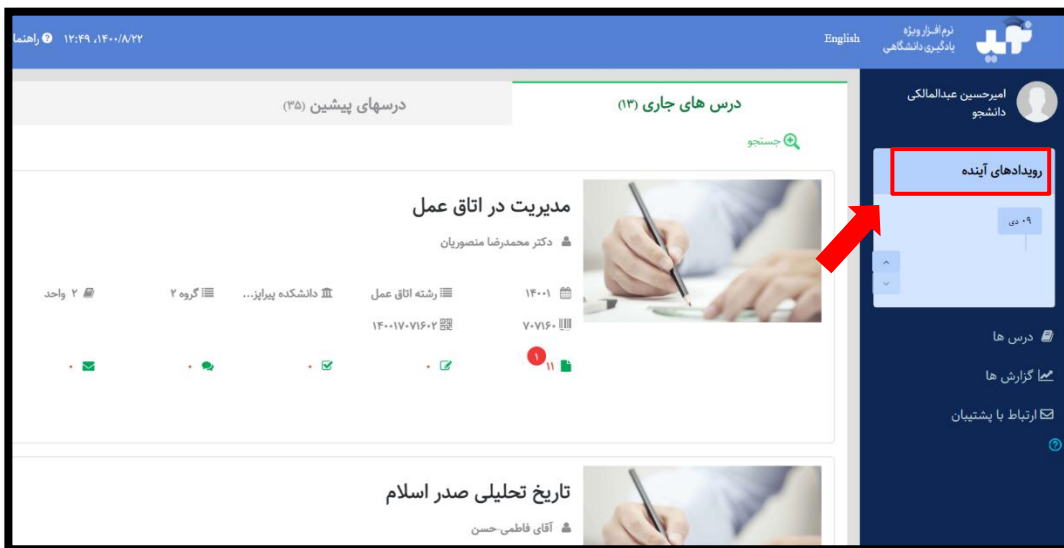 نوید
نرم افزار ویژه
یادگیری دانشگاهی
English
۱۴۰۰/۸/۲۲، ۱۲:۴۹
راهنما
امیرحسین عبدالمالکی
دانشجو
رویدادهای آینده
۰۹ دی
درس ها
گزارش ها
ارتباط با پشتیبان
درس های جاری (۱۳)
درسهای پیشین (۳۵)
جستجو
مدیریت در اتاق عمل
دکتر محمدرضا منصوریان
۱۴۰۰۱ رشته اتاق عمل دانشکده پیراپز... گروه ۲ ۲ واحد
۷۰۷۱۶۰ ۱۴۰۰۱۷۰۷۱۶۰۲
۱۱ ۱ ۰ ۰ ۰ ۰
تاریخ تحلیلی صدر اسلام
آقای فاطمی-حسن